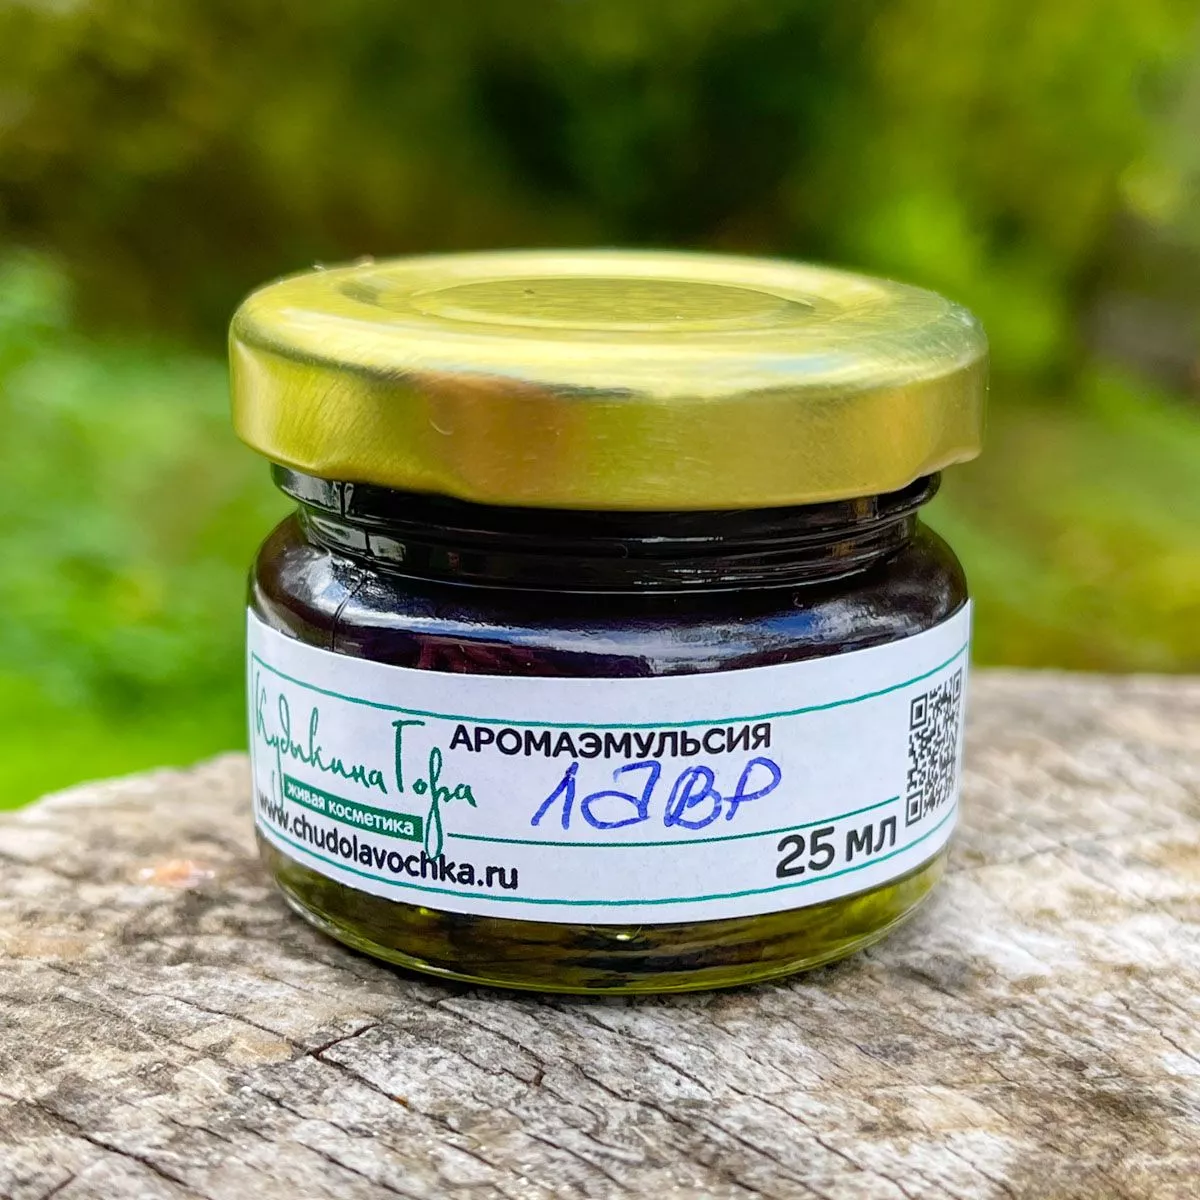 Кудыкина Гора
живая косметика
www.chudolavochka.ru
АРОМАЭМУЛЬСИЯ
ЛАВР
25 МЛ